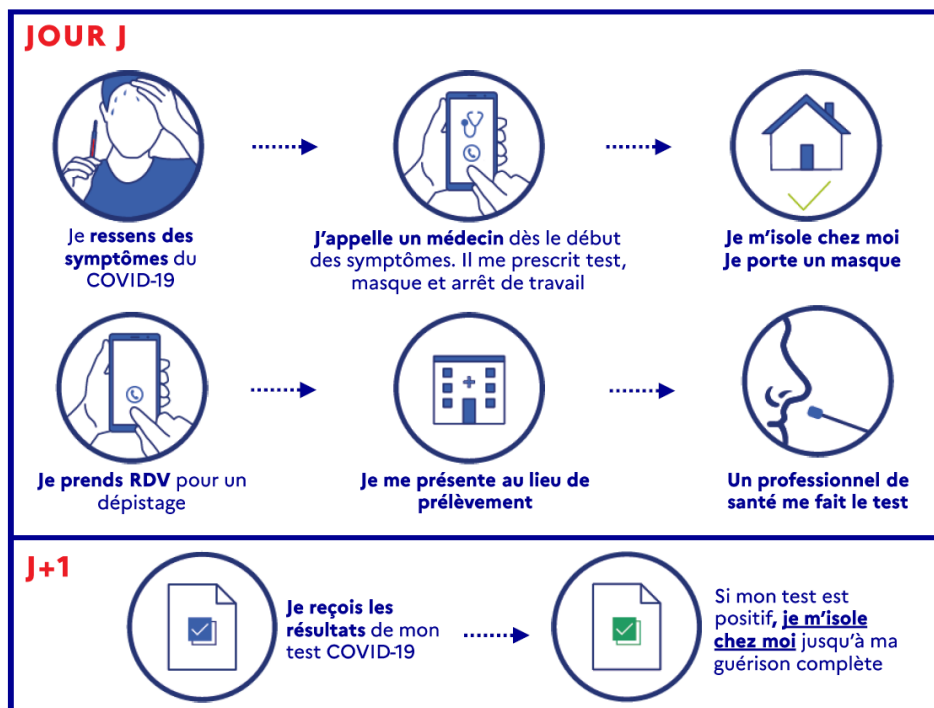 JOUR J
Je ressens des
symptômes du
COVID-19
J'appelle un médecin dès le début
des symptômes. Il me prescrit test,
masque et arrêt de travail
Je m'isole chez moi
Je porte un masque
Je prends RDV pour un
dépistage
Je me présente au lieu de
prélèvement
Un professionnel de
santé me fait le test
J+1
Je reçois les
résultats de mon
test COVID-19
Si mon test est
positif, je m'isole
chez moi jusqu'à ma
guérison complète